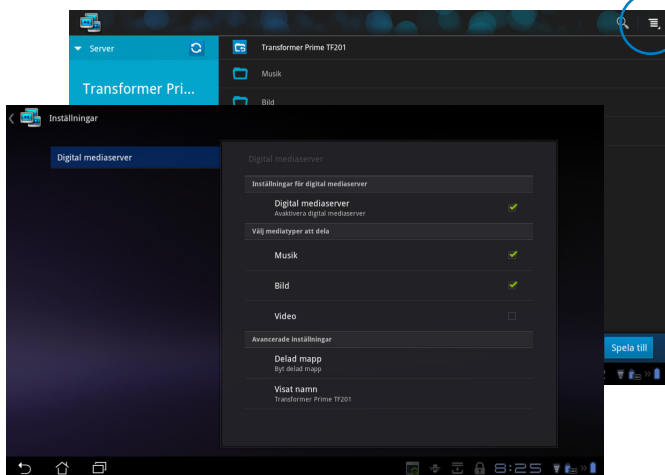 Server
Transformer Prime TF201
Musik
Transformer Pri...
Bild
Inställningar
Digital mediaserver
Digital mediaserver
Inställningar för digital mediaserver
Digital mediaserver
Avaktivera digital mediaserver
Välj mediatyper att dela
Musik
Bild
Video
Avancerade inställningar
Delad mapp
Byt delad mapp
Visat namn
Transformer Prime TF201
Spela till
8:25